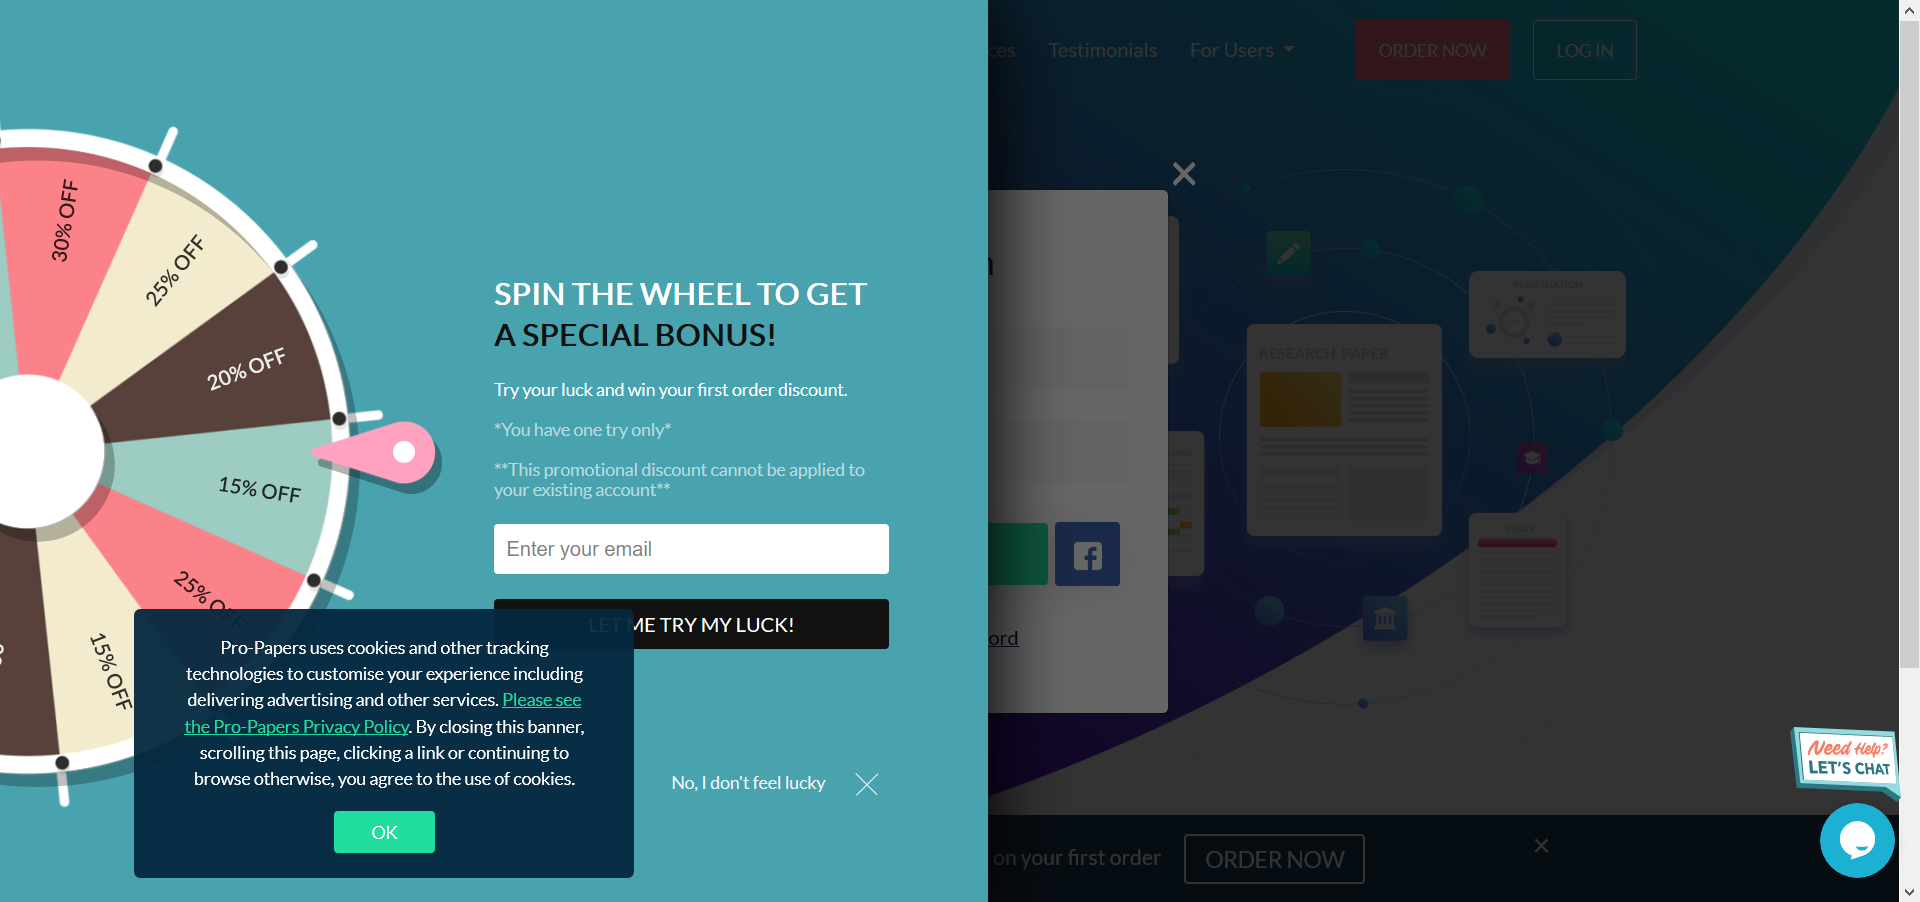 Testimonials
For Users
ORDER NOW
LOG IN
30% OFF
25% OFF
20% OFF
15% OFF
25% OFF
15% OFF
SPIN THE WHEEL TO GET
A SPECIAL BONUS!
Try your luck and win your first order discount.
*You have one try only*
**This promotional discount cannot be applied to
your existing account**
Enter your email
LET ME TRY MY LUCK!
No, I don't feel lucky
Pro-Papers uses cookies and other tracking
technologies to customise your experience including
delivering advertising and other services. Please see
the Pro-Papers Privacy Policy. By closing this banner,
scrolling this page, clicking a link or continuing to
browse otherwise, you agree to the use of cookies.
OK
PRESENTATION
RESEARCH PAPER
ESSAY
Need Help?
LET'S CHAT
on your first order
ORDER NOW